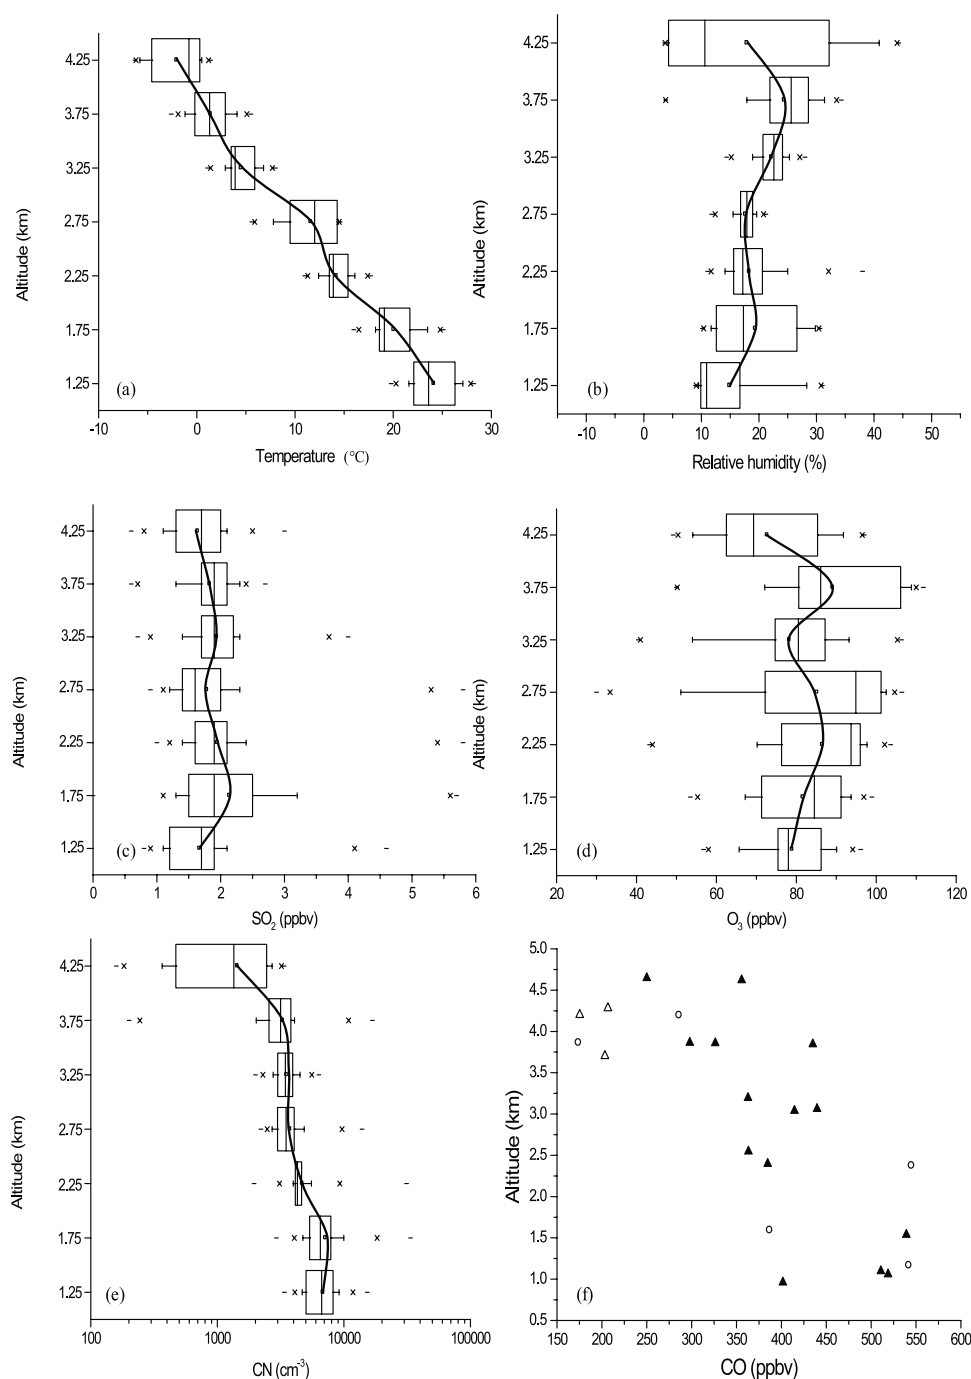 4.25
3.75
3.25
2.75
2.25
1.75
1.25
Altitude (km)
(a)
-10 0 10 20 30
Temperature (°C)
4.25
3.75
3.25
2.75
2.25
1.75
1.25
Altitude (km)
(b)
-10 0 10 20 30 40 50
Relative humidity (%)
4.25
3.75
3.25
2.75
2.25
1.75
1.25
Altitude (km)
(c)
0 1 2 3 4 5 6
SO2 (ppbv)
4.25
3.75
3.25
2.75
2.25
1.75
1.25
Altitude (km)
(d)
20 40 60 80 100 120
O3 (ppbv)
4.25
3.75
3.25
2.75
2.25
1.75
1.25
Altitude (km)
(e)
100 1000 10000 100000
CN (cm-3)
5.0
4.5
4.0
3.5
3.0
2.5
2.0
1.5
1.0
0.5
Altitude (km)
(f)
150 200 250 300 350 400 450 500 550 600
CO (ppbv)